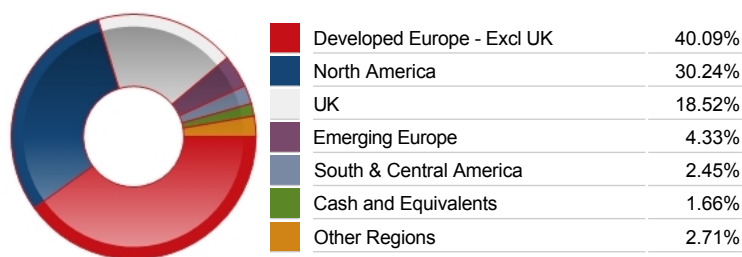 Developed Europe - Excl UK 40.09%
North America 30.24%
UK 18.52%
Emerging Europe 4.33%
South & Central America 2.45%
Cash and Equivalents 1.66%
Other Regions 2.71%